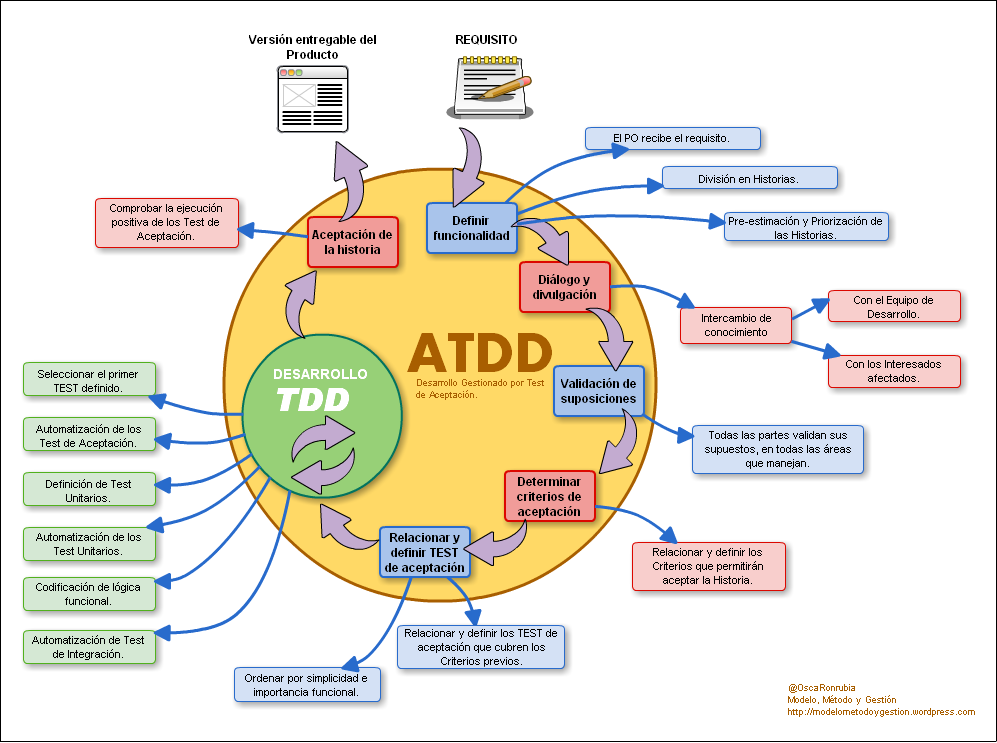 Versión entregable del
Producto
REQUISITO
El PO recibe el requisito.
División en Historias.
Pre-estimación y Priorización de
las Historias.
Definir
funcionalidad
Comprobar la ejecución
positiva de los Test de
Aceptación.
Aceptación de
la historia
Diálogo y
divulgación
Intercambio de
conocimiento
Con el Equipo de
Desarrollo.
Con los Interesados
afectados.
ATDD
Desarrollo Gestionado por Test
de Aceptación.
Validación de
suposiciones
Todas las partes validan sus
supuestos, en todas las áreas
que manejan.
DESARROLLO
TDD
Seleccionar el primer
TEST definido.
Automatización de los
Test de Aceptación.
Definición de Test
Unitarios.
Automatización de los
Test Unitarios.
Codificación de lógica
funcional.
Automatización de Test
de Integración.
Determinar
criterios de
aceptación
Relacionar y definir los
Criterios que permitirán
aceptar la Historia.
Relacionar y
definir TEST
de aceptación
Relacionar y definir los TEST de
aceptación que cubren los
Criterios previos.
Ordenar por simplicidad e
importancia funcional.
@OscaRonrubia
Modelo, Método y Gestión
http://modelometodoygestion.wordpress.com